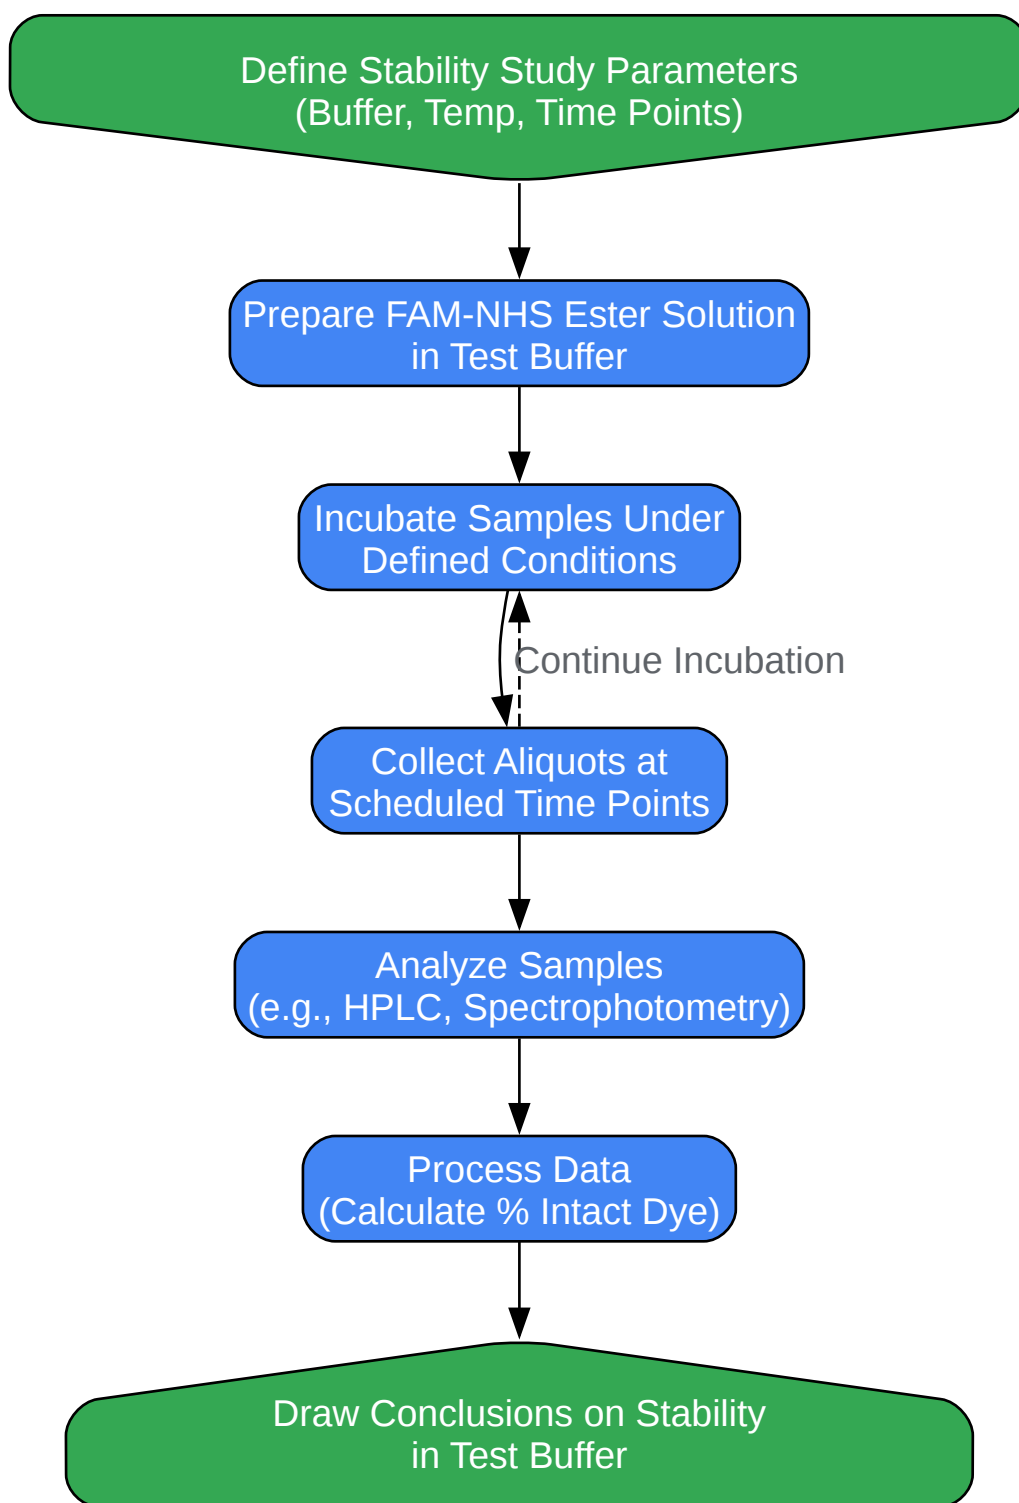 Define Stability Study Parameters
(Buffer, Temp, Time Points)
Prepare FAM-NHS Ester Solution
in Test Buffer
Incubate Samples Under
Defined Conditions
Continue Incubation
Collect Aliquots at
Scheduled Time Points
Analyze Samples
(e.g., HPLC, Spectrophotometry)
Process Data
(Calculate % Intact Dye)
Draw Conclusions on Stability
in Test Buffer